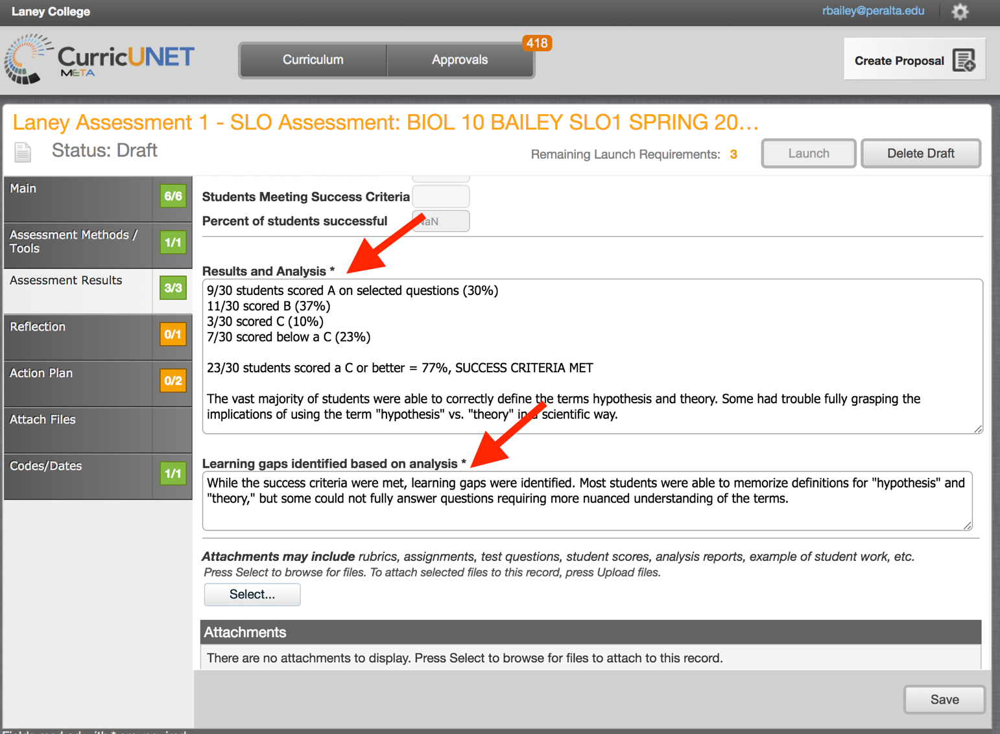 Laney College
rbailey@peralta.edu
CurricUNET
META
Curriculum
Approvals
418
Create Proposal
Laney Assessment 1 - SLO Assessment: BIOL 10 BAILEY SLO1 SPRING 20...
Status: Draft
Remaining Launch Requirements: 3
Launch
Delete Draft
Main
6/6
Assessment Methods /
Tools
1/1
Assessment Results
3/3
Reflection
0/1
Action Plan
0/2
Attach Files
Codes/Dates
1/1
Students Meeting Success Criteria
Percent of students successful
NaN
Results and Analysis *
9/30 students scored A on selected questions (30%)
11/30 scored B (37%)
3/30 scored C (10%)
7/30 scored below a C (23%)
23/30 students scored a C or better = 77%, SUCCESS CRITERIA MET
The vast majority of students were able to correctly define the terms hypothesis and theory. Some had trouble fully grasping the
implications of using the term "hypothesis" vs. "theory" in a scientific way.
Learning gaps identified based on analysis *
While the success criteria were met, learning gaps were identified. Most students were able to memorize definitions for "hypothesis" and
"theory," but some could not fully answer questions requiring more nuanced understanding of the terms.
Attachments may include rubrics, assignments, test questions, student scores, analysis reports, example of student work, etc.
Press Select to browse for files. To attach selected files to this record, press Upload files.
Select...
Attachments
There are no attachments to display. Press Select to browse for files to attach to this record.
Save
Fields marked with * are required